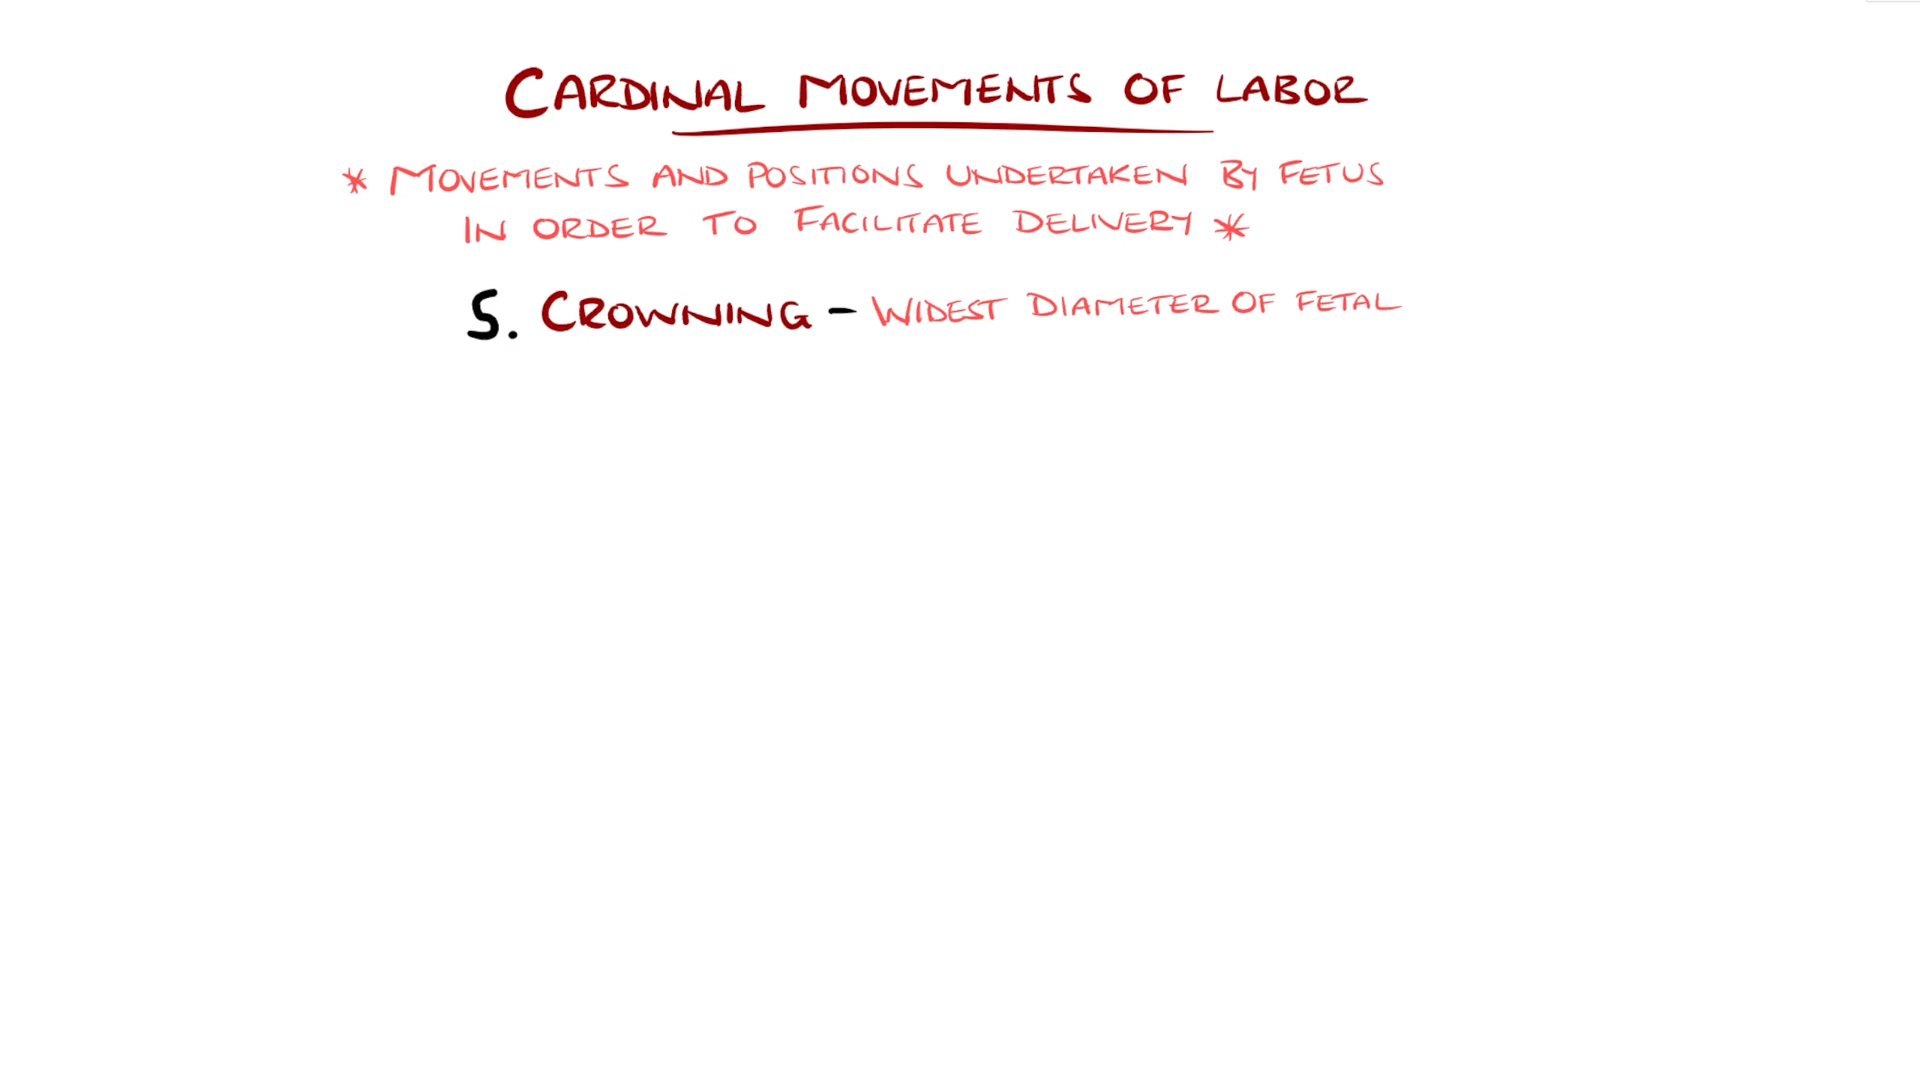 CARDINAL MOVEMENTS OF LABOR
* MOVEMENTS AND POSITIONS UNDERTAKEN BY FETUS
IN ORDER TO FACILITATE DELIVERY *
5. CROWNING - WIDEST DIAMETER OF FETAL